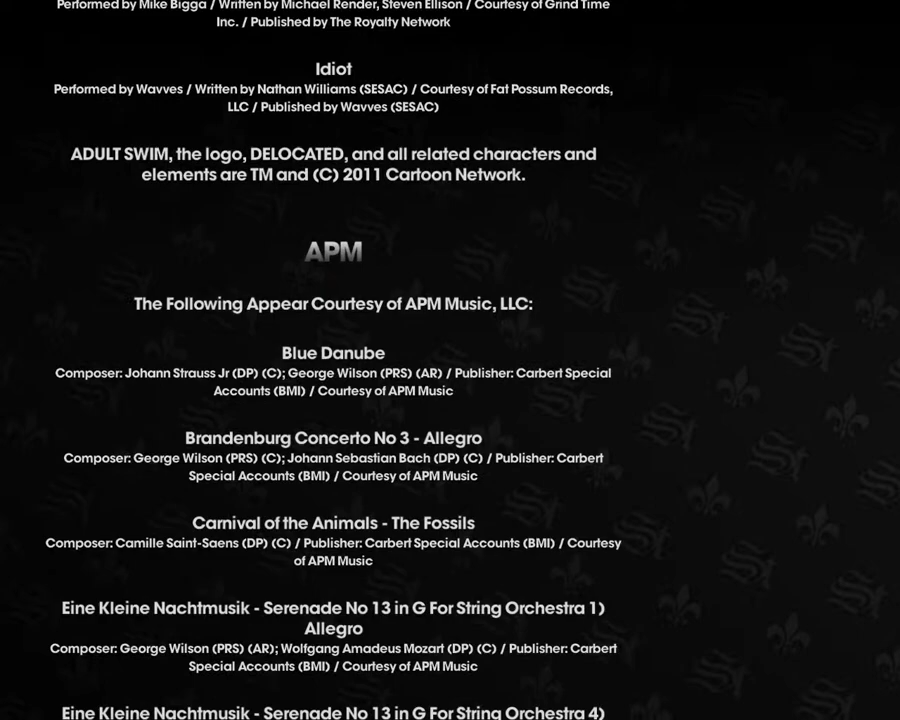 Performed by Mike Bigga / Written by Michael Render, Steven Ellison / Courtesy of Grind Time
Inc. / Published by The Royalty Network
Idiot
Performed by Wavves / Written by Nathan Williams (SESAC) / Courtesy of Fat Possum Records,
LLC / Published by Wavves (SESAC)
ADULT SWIM, the logo, DELOCATED, and all related characters and
elements are TM and (C) 2011 Cartoon Network.
APM
The Following Appear Courtesy of APM Music, LLC:
Blue Danube
Composer: Johann Strauss Jr (DP) (C); George Wilson (PRS) (AR) / Publisher: Carbert Special
Accounts (BMI) / Courtesy of APM Music
Brandenburg Concerto No 3 - Allegro
Composer: George Wilson (PRS) (C); Johann Sebastian Bach (DP) (C) / Publisher: Carbert
Special Accounts (BMI) / Courtesy of APM Music
Carnival of the Animals - The Fossils
Composer: Camille Saint-Saens (DP) (C) / Publisher: Carbert Special Accounts (BMI) / Courtesy
of APM Music
Eine Kleine Nachtmusik - Serenade No 13 in G For String Orchestra 1)
Allegro
Composer: George Wilson (PRS) (AR); Wolfgang Amadeus Mozart (DP) (C) / Publisher: Carbert
Special Accounts (BMI) / Courtesy of APM Music
Eine Kleine Nachtmusik - Serenade No 13 in G For String Orchestra 4)